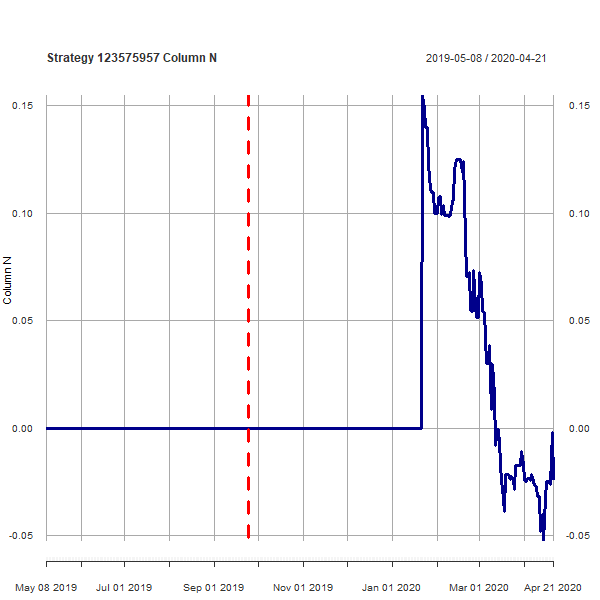 Strategy 123575957 Column N 2019-05-08 / 2020-04-21
0.15 0.15
0.10 0.10
0.05 0.05
Column N
0.00 0.00
-0.05 -0.05
May 08 2019 Jul 01 2019 Sep 01 2019 Nov 01 2019 Jan 01 2020 Mar 01 2020 Apr 21 2020